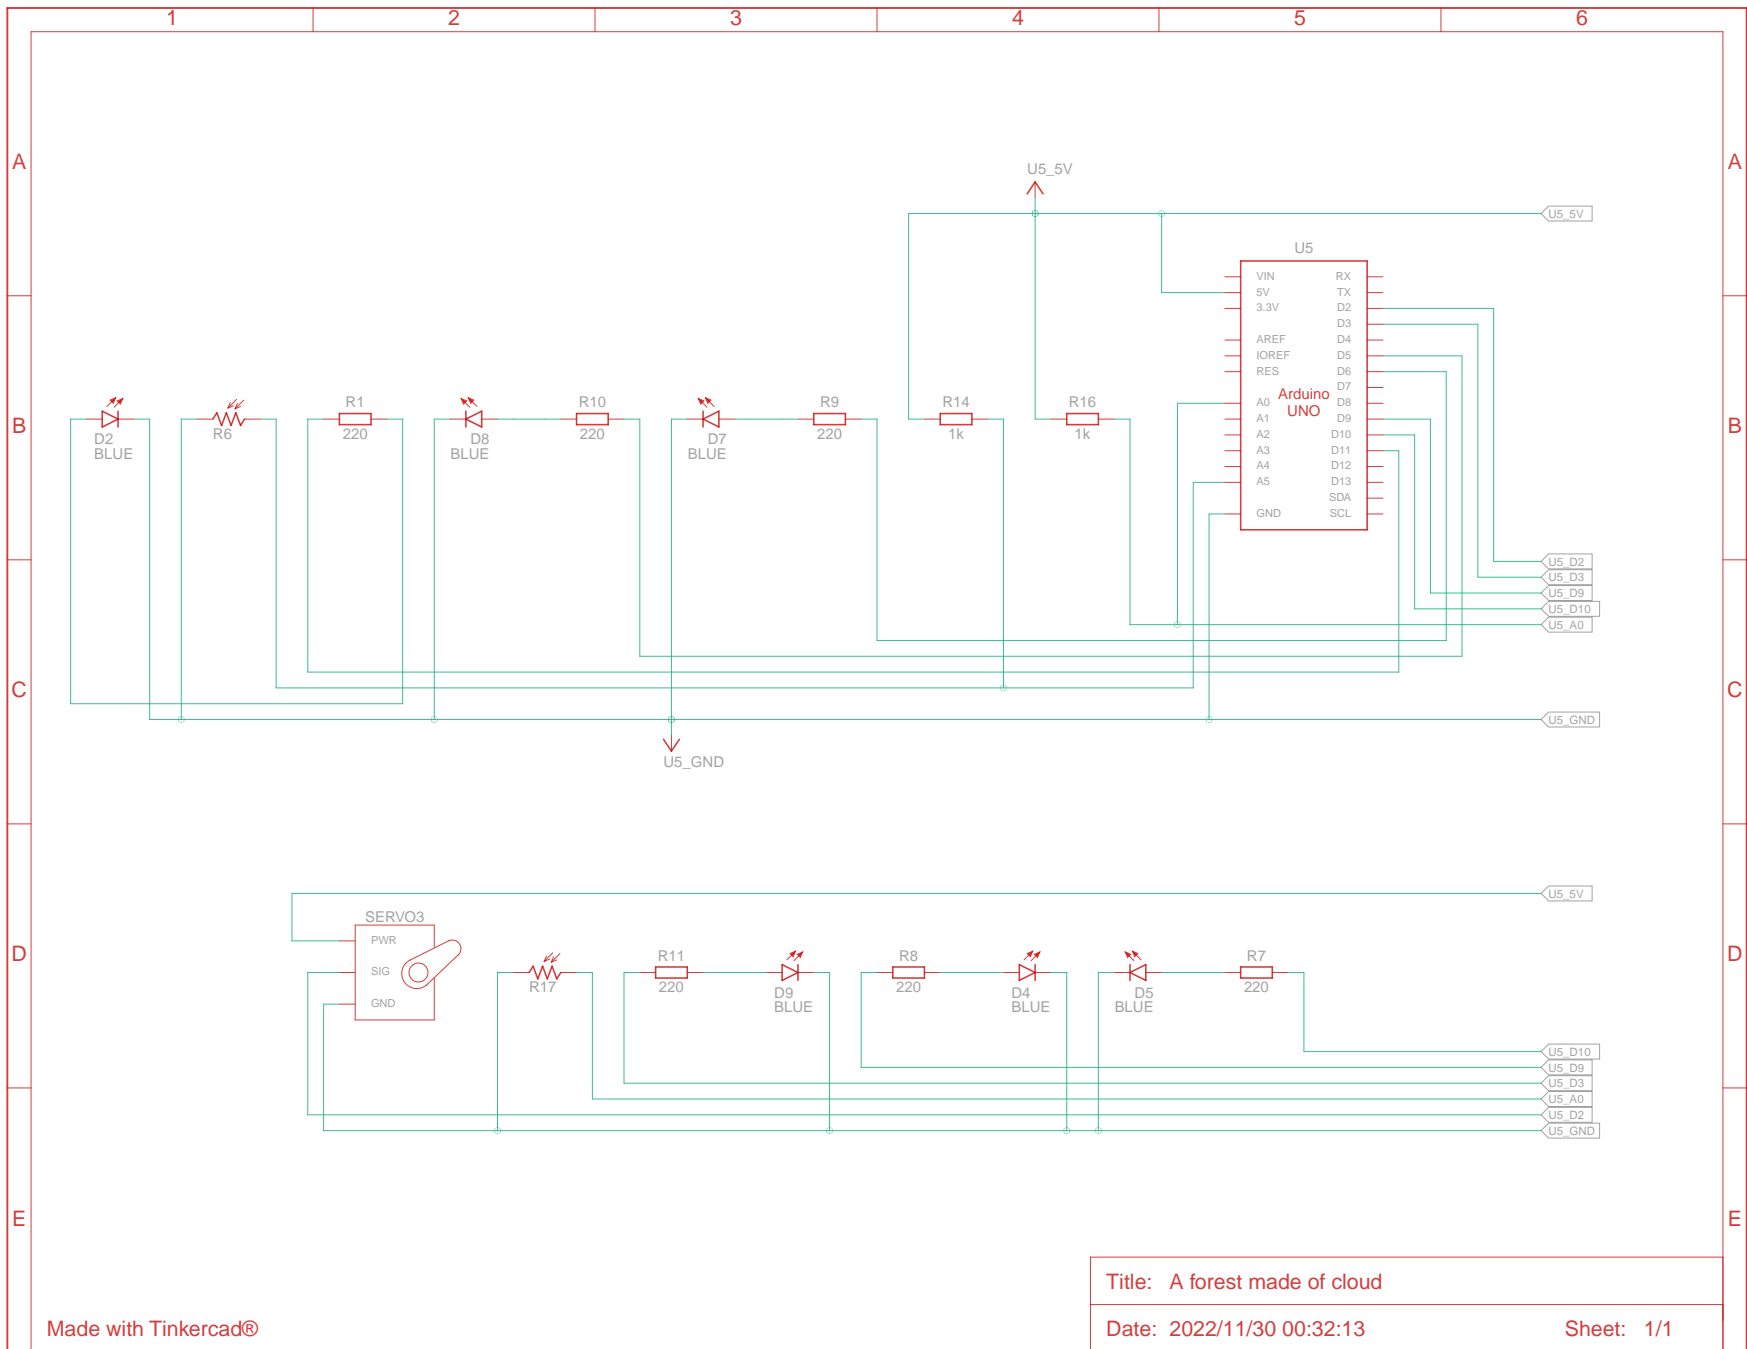 1 2 3 4 5 6
A A
U5_5V
U5_5V
U5
VIN RX
5V TX
3.3V D2
D3
AREF D4
IOREF D5
RES D6
D7
Arduino
UNO
A0 D8
A1 D9
A2 D10
A3 D11
A4 D12
A5 D13
SDA
GND SCL
B B
D2
BLUE
R6
R1
220
D8
BLUE
R10
220
D7
BLUE
R9
220
R14
1k
R16
1k
U5_D2
U5_D3
U5_D9
U5_D10
U5_A0
C C
U5_GND
U5_GND
U5_5V
SERVO3
PWR
SIG
GND
D D
R17
R11
220
D9
BLUE
R8
220
D4
BLUE
D5
BLUE
R7
220
U5_D10
U5_D9
U5_D3
U5_A0
U5_D2
U5_GND
E E
Title: A forest made of cloud
Made with Tinkercad®
Date: 2022/11/30 00:32:13 Sheet: 1/1